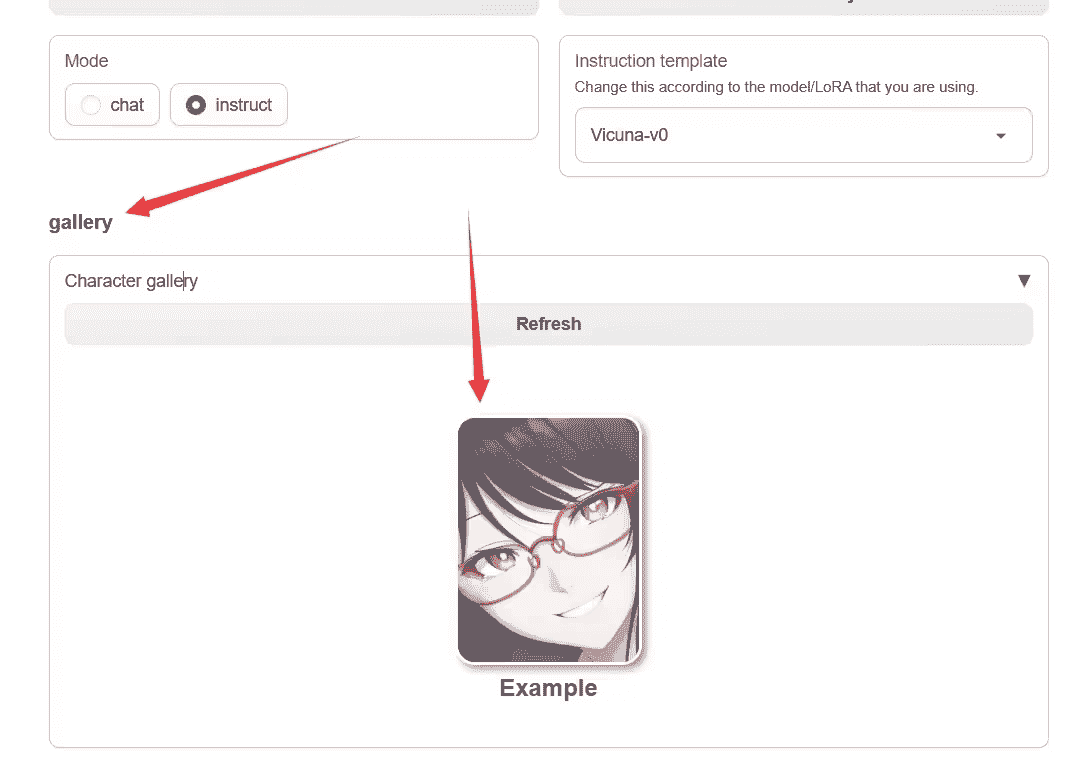 Mode
chat
instruct
Instruction template
Change this according to the model/LoRA that you are using.
Vicuna-v0
gallery
Character gallery
Refresh
Example